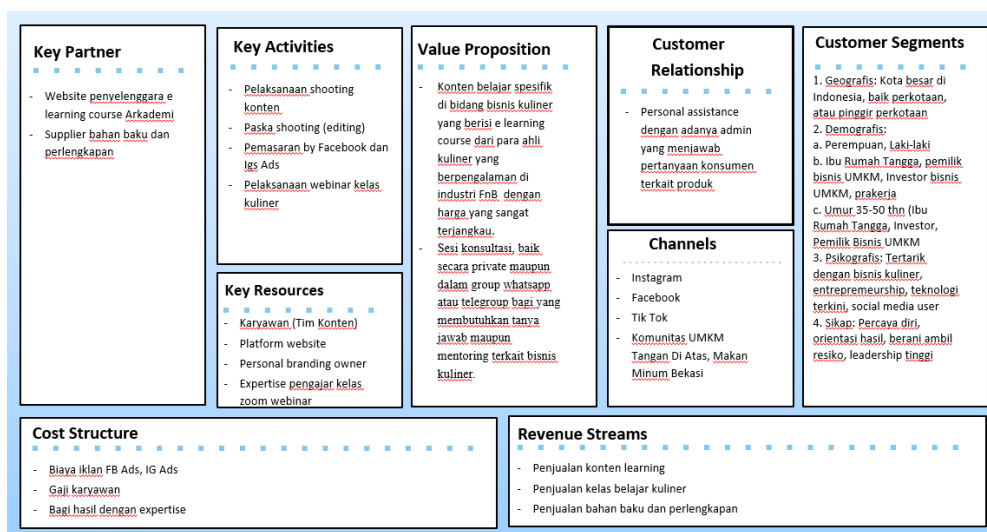 Key Partner
- Website penyelenggara e
learning course Arkademi
- Supplier bahan baku dan
perlengkapan
Key Activities
- Pelaksanaan shooting
konten
- Paska shooting (editing)
- Pemasaran by Facebook dan
Igs Ads
- Pelaksanaan webinar kelas
kuliner
Key Resources
- Karyawan (Tim Konten)
- Platform website
- Personal branding owner
- Expertise pengajar kelas
zoom webinar
Value Proposition
- Konten belajar spesifik
di bidang bisnis kuliner
yang berisi e learning
course dari para ahli
kuliner yang
berpengalaman di
industri FnB dengan
harga yang sangat
terjangkau.
- Sesi konsultasi, baik
secara private maupun
dalam group whatsapp
atau telegroup bagi yang
membutuhkan tanya
jawab maupun
mentoring terkait bisnis
kuliner.
Customer
Relationship
- Personal assistance
dengan adanya admin
yang menjawab
pertanyaan konsumen
terkait produk
Channels
- Instagram
- Facebook
- Tik Tok
- Komunitas UMKM
Tangan Di Atas, Makan
Minum Bekasi
Customer Segments
1. Geografis: Kota besar di
Indonesia, baik perkotaan,
atau pinggir perkotaan
2. Demografis:
a. Perempuan, Laki-laki
b. Ibu Rumah Tangga, pemilik
bisnis UMKM, Investor bisnis
UMKM, prakerja
c. Umur 35-50 thn (Ibu
Rumah Tangga, Investor,
Pemilik Bisnis UMKM
3. Psikografis: Tertarik
dengan bisnis kuliner,
entrepreneurship, teknologi
terkini, social media user
4. Sikap: Percaya diri,
orientasi hasil, berani ambil
resiko, leadership tinggi
Cost Structure
- Biaya iklan FB Ads, IG Ads
- Gaji karyawan
- Bagi hasil dengan expertise
Revenue Streams
- Penjualan konten learning
- Penjualan kelas belajar kuliner
- Penjualan bahan baku dan perlengkapan